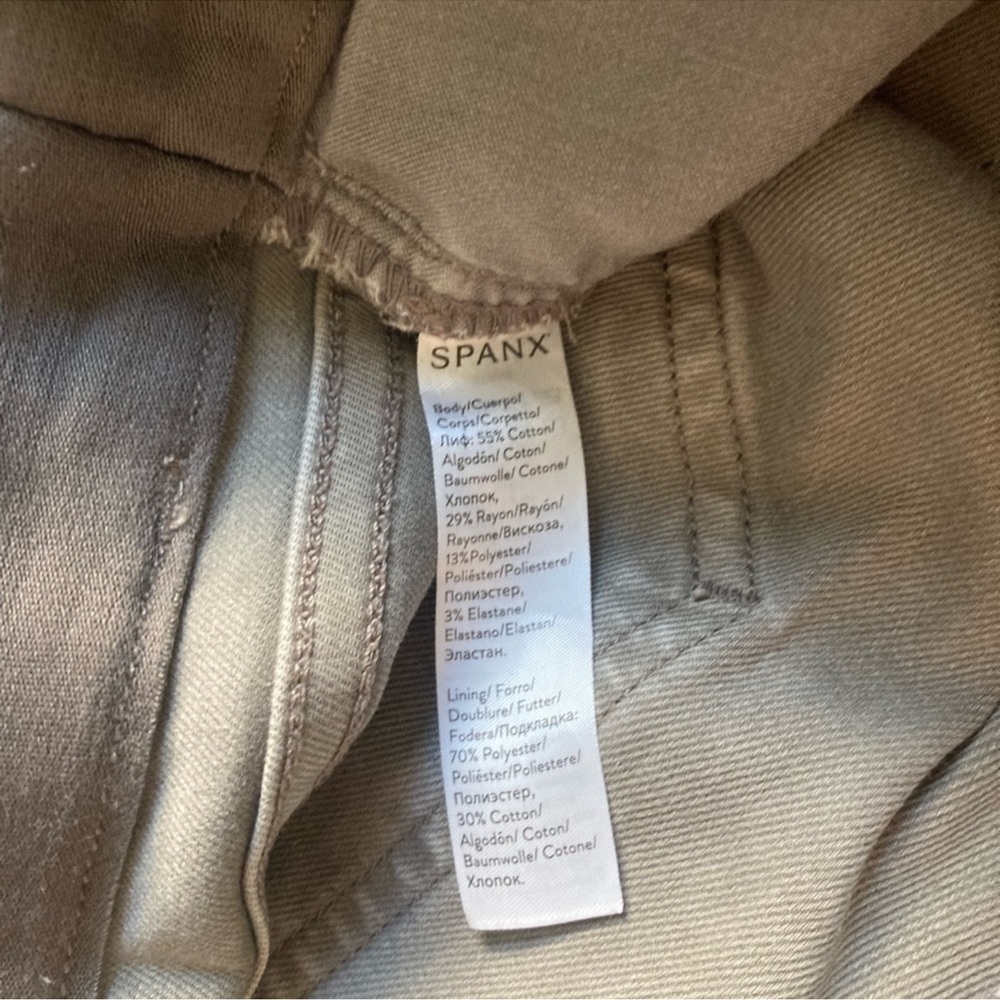 SPANX
Body/Cuerpo/
Corps/Corpetto/
Лиф: 55% Cotton/
Algodón/ Coton/
Baumwolle/ Cotone/
Хлопок,
29% Rayon/Rayón/
Rayonne/Вискоза,
13%Polyester/
Poliéster/Poliestere/
Полиэстер,
3% Elastane/
Elastano/Elastan/
Эластан.
Lining/ Forro/
Doublure/ Futter/
Fodera/Подкладка:
70% Polyester/
Poliéster/Poliestere/
Полиэстер,
30% Cotton/
Algodón/ Coton/
Baumwolle/ Cotone/
Хлопок.